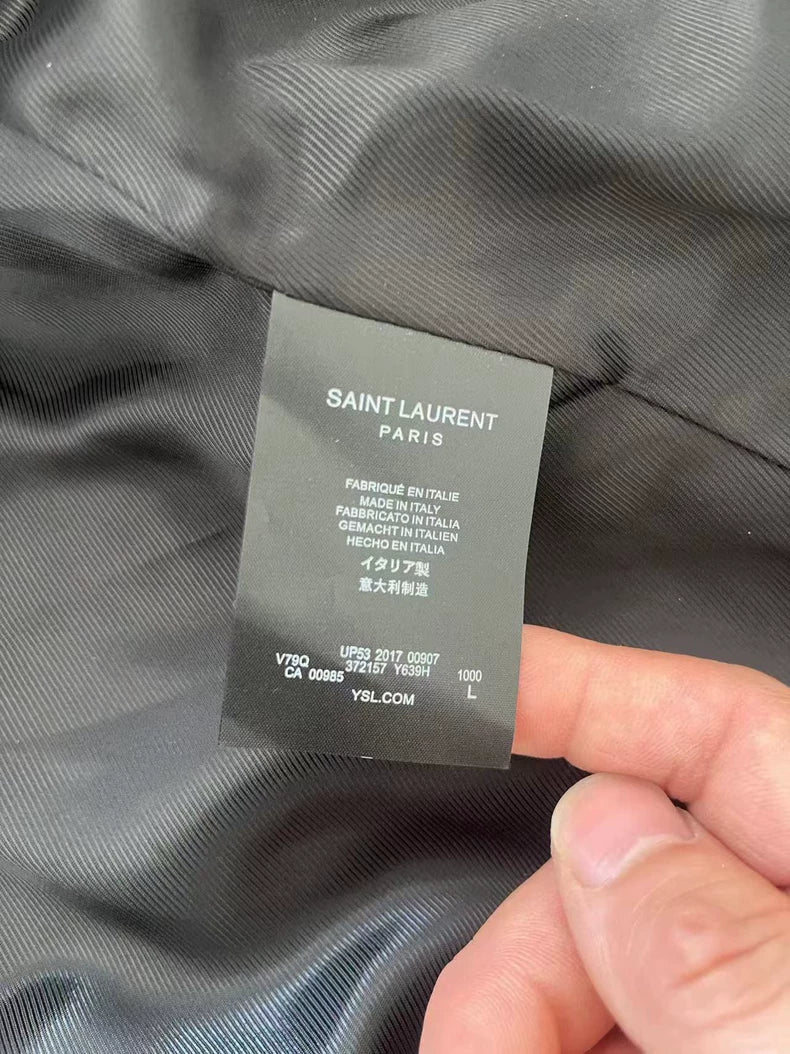 SAINT LAURENT
PARIS
FABRIQUÉ EN ITALIE
MADE IN ITALY
FABBRICATO IN ITALIA
GEMACHT IN ITALIEN
HECHO EN ITALIA
イタリア製
意大利制造
UP53 2017 00907
V79Q 372157 Y639H 1000
CA 00985 L
YSL.COM